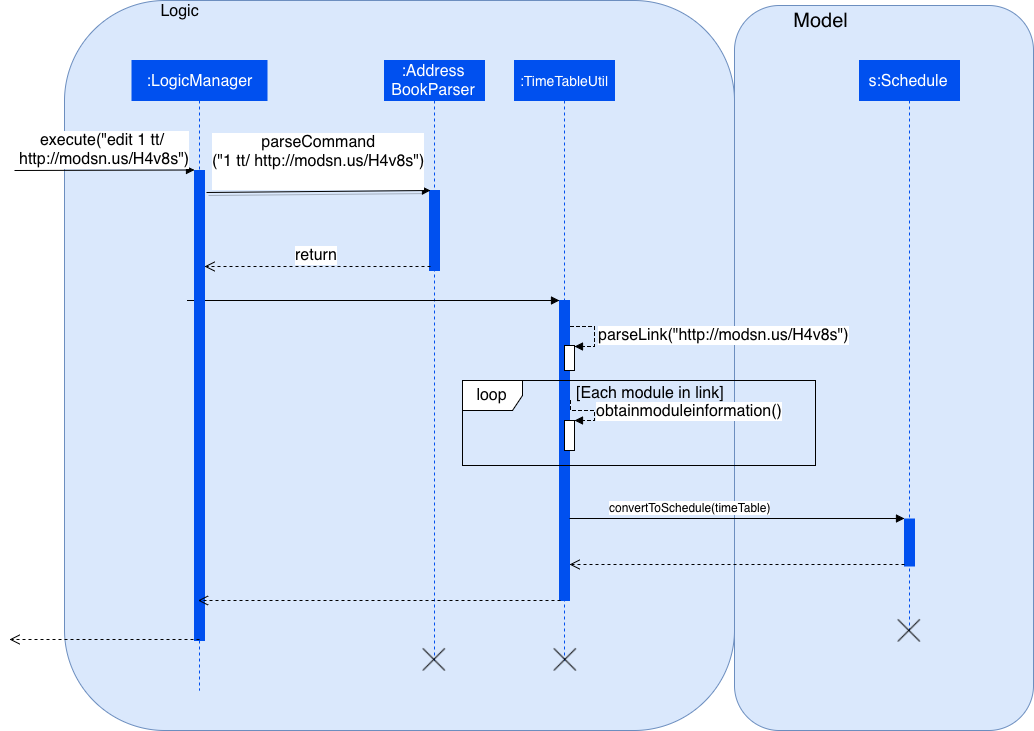 Logic
Model
:LogicManager
:Address
BookParser
:TimeTableUtil
s:Schedule
execute("edit 1 tt/
http://modsn.us/H4v8s")
parseCommand
("1 tt/ http://modsn.us/H4v8s")
return
parseLink("http://modsn.us/H4v8s")
loop
[Each module in link]
obtainmoduleinformation()
convertToSchedule(timeTable)